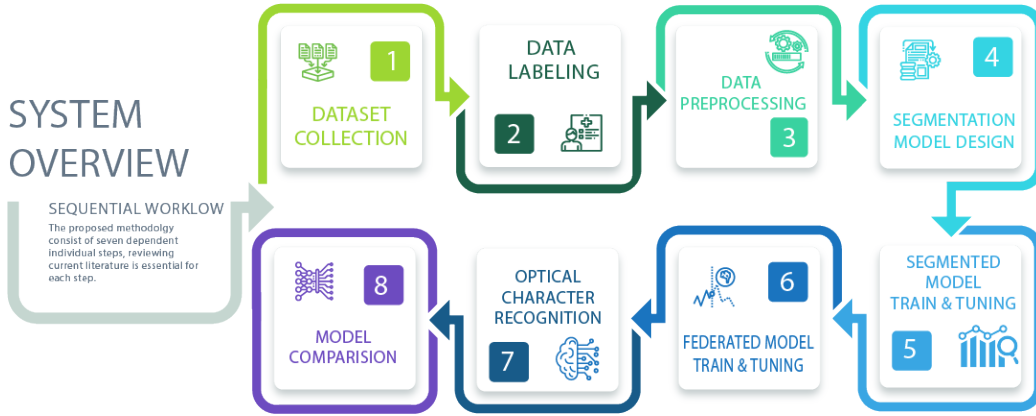 SYSTEM
OVERVIEW
SEQUENTIAL WORKLOW
The proposed methodolgy
consist of seven dependent
individual steps, reviewing
current literature is essential for
each step.
1
DATASET
COLLECTION
DATA
LABELING
2
DATA
PREPROCESSING
3
4
SEGMENTATION
MODEL DESIGN
SEGMENTED
MODEL
TRAIN & TUNING
5
6
FEDERATED MODEL
TRAIN & TUNING
OPTICAL
CHARACTER
RECOGNITION
7
8
MODEL
COMPARISION